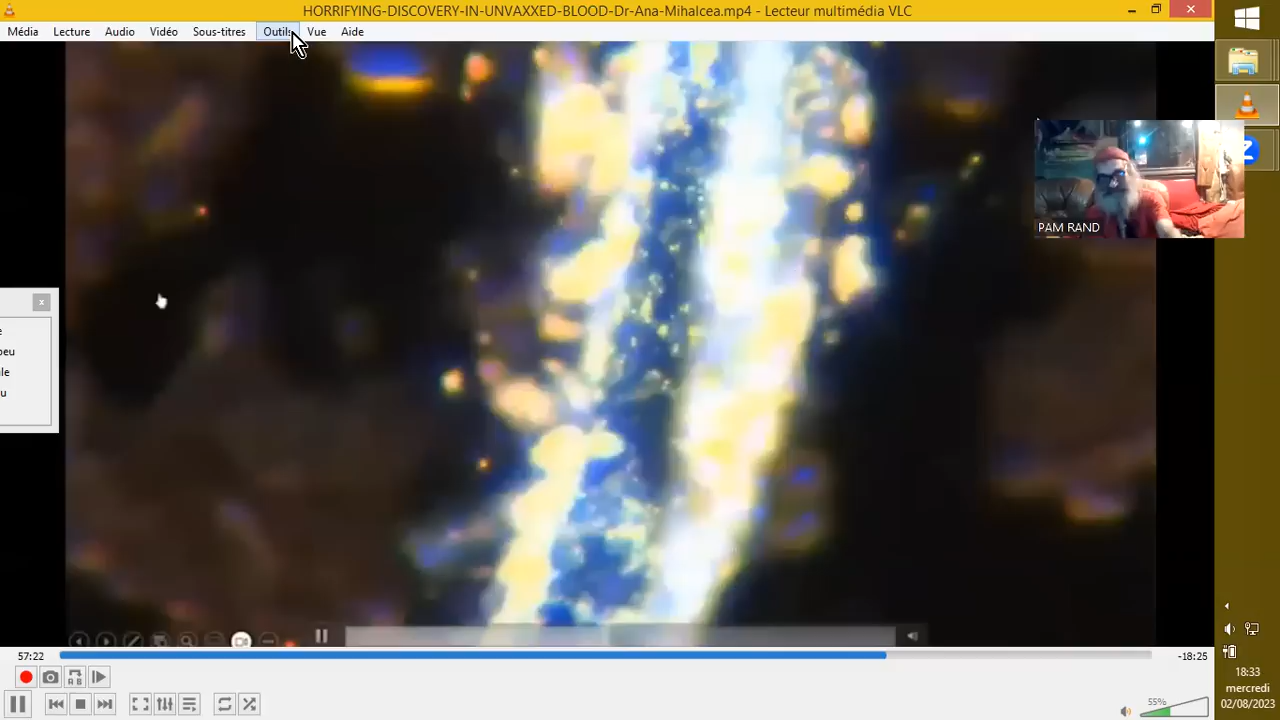 HORRIFYING-DISCOVERY-IN-UNVAXXED-BLOOD-Dr-Ana-Mihalcea.mp4 - Lecteur multimédia VLC
Média Lecture Audio Vidéo Sous-titres Outils Vue Aide
PAM RAND
peu
57:22
-18:25
55%
18:33
mercredi
02/08/2023